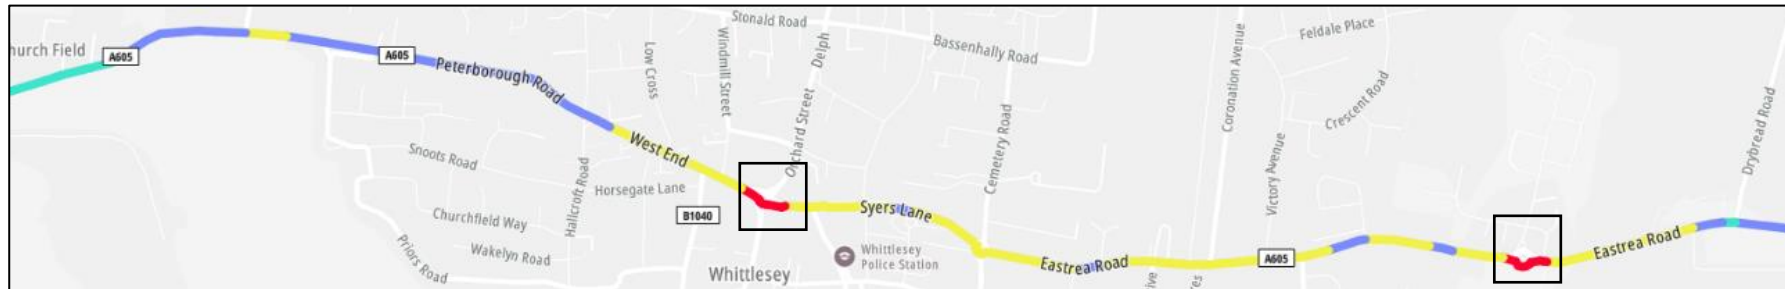 Stonald Road
Feldale Place
hurch Field
A605
A605
Peterborough Road
Low Cross
Windmill Street
Delph
Bassenhally Road
Coronation Avenue
Crescent Road
Drybread Road
Orchard Street
Cemetery Road
Victory Avenue
West End
Snoots Road
Hallcroft Road
Horsegate Lane
B1040
Syers Lane
Churchfield Way
Wakelyn Road
Priors Road
Whittlesey
Whittlesey
Police Station
Eastrea Road
A605
Eastrea Road
ive
res